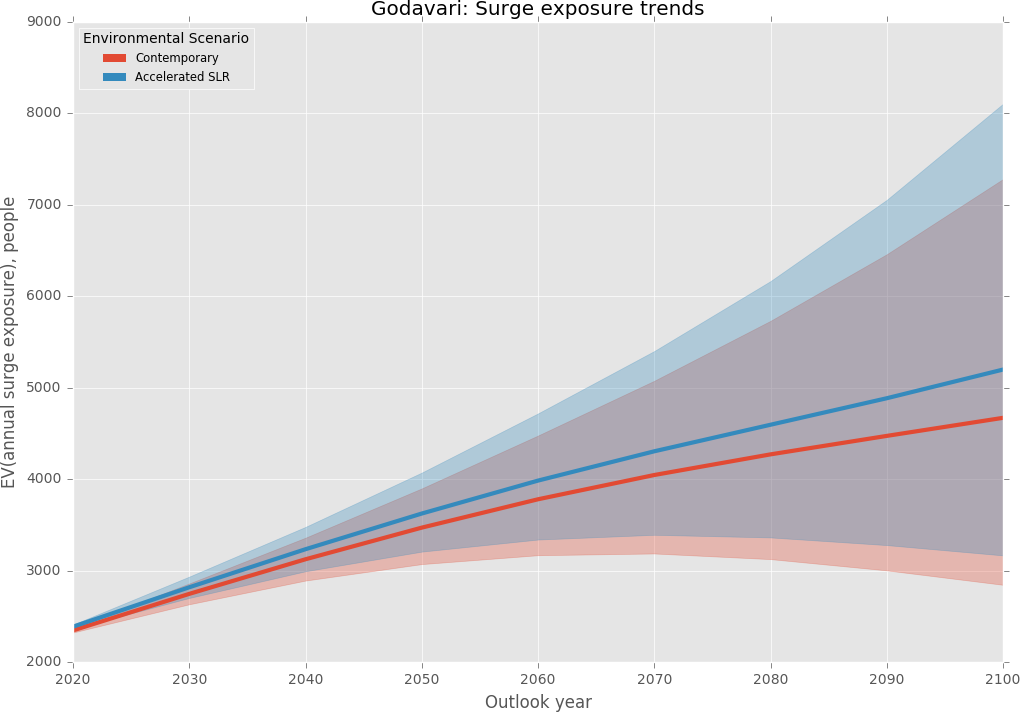 Godavari: Surge exposure trends
Environmental Scenario
Contemporary
Accelerated SLR
EV(annual surge exposure), people
9000
8000
7000
6000
5000
4000
3000
2000
2020 2030 2040 2050 2060 2070 2080 2090 2100
Outlook year